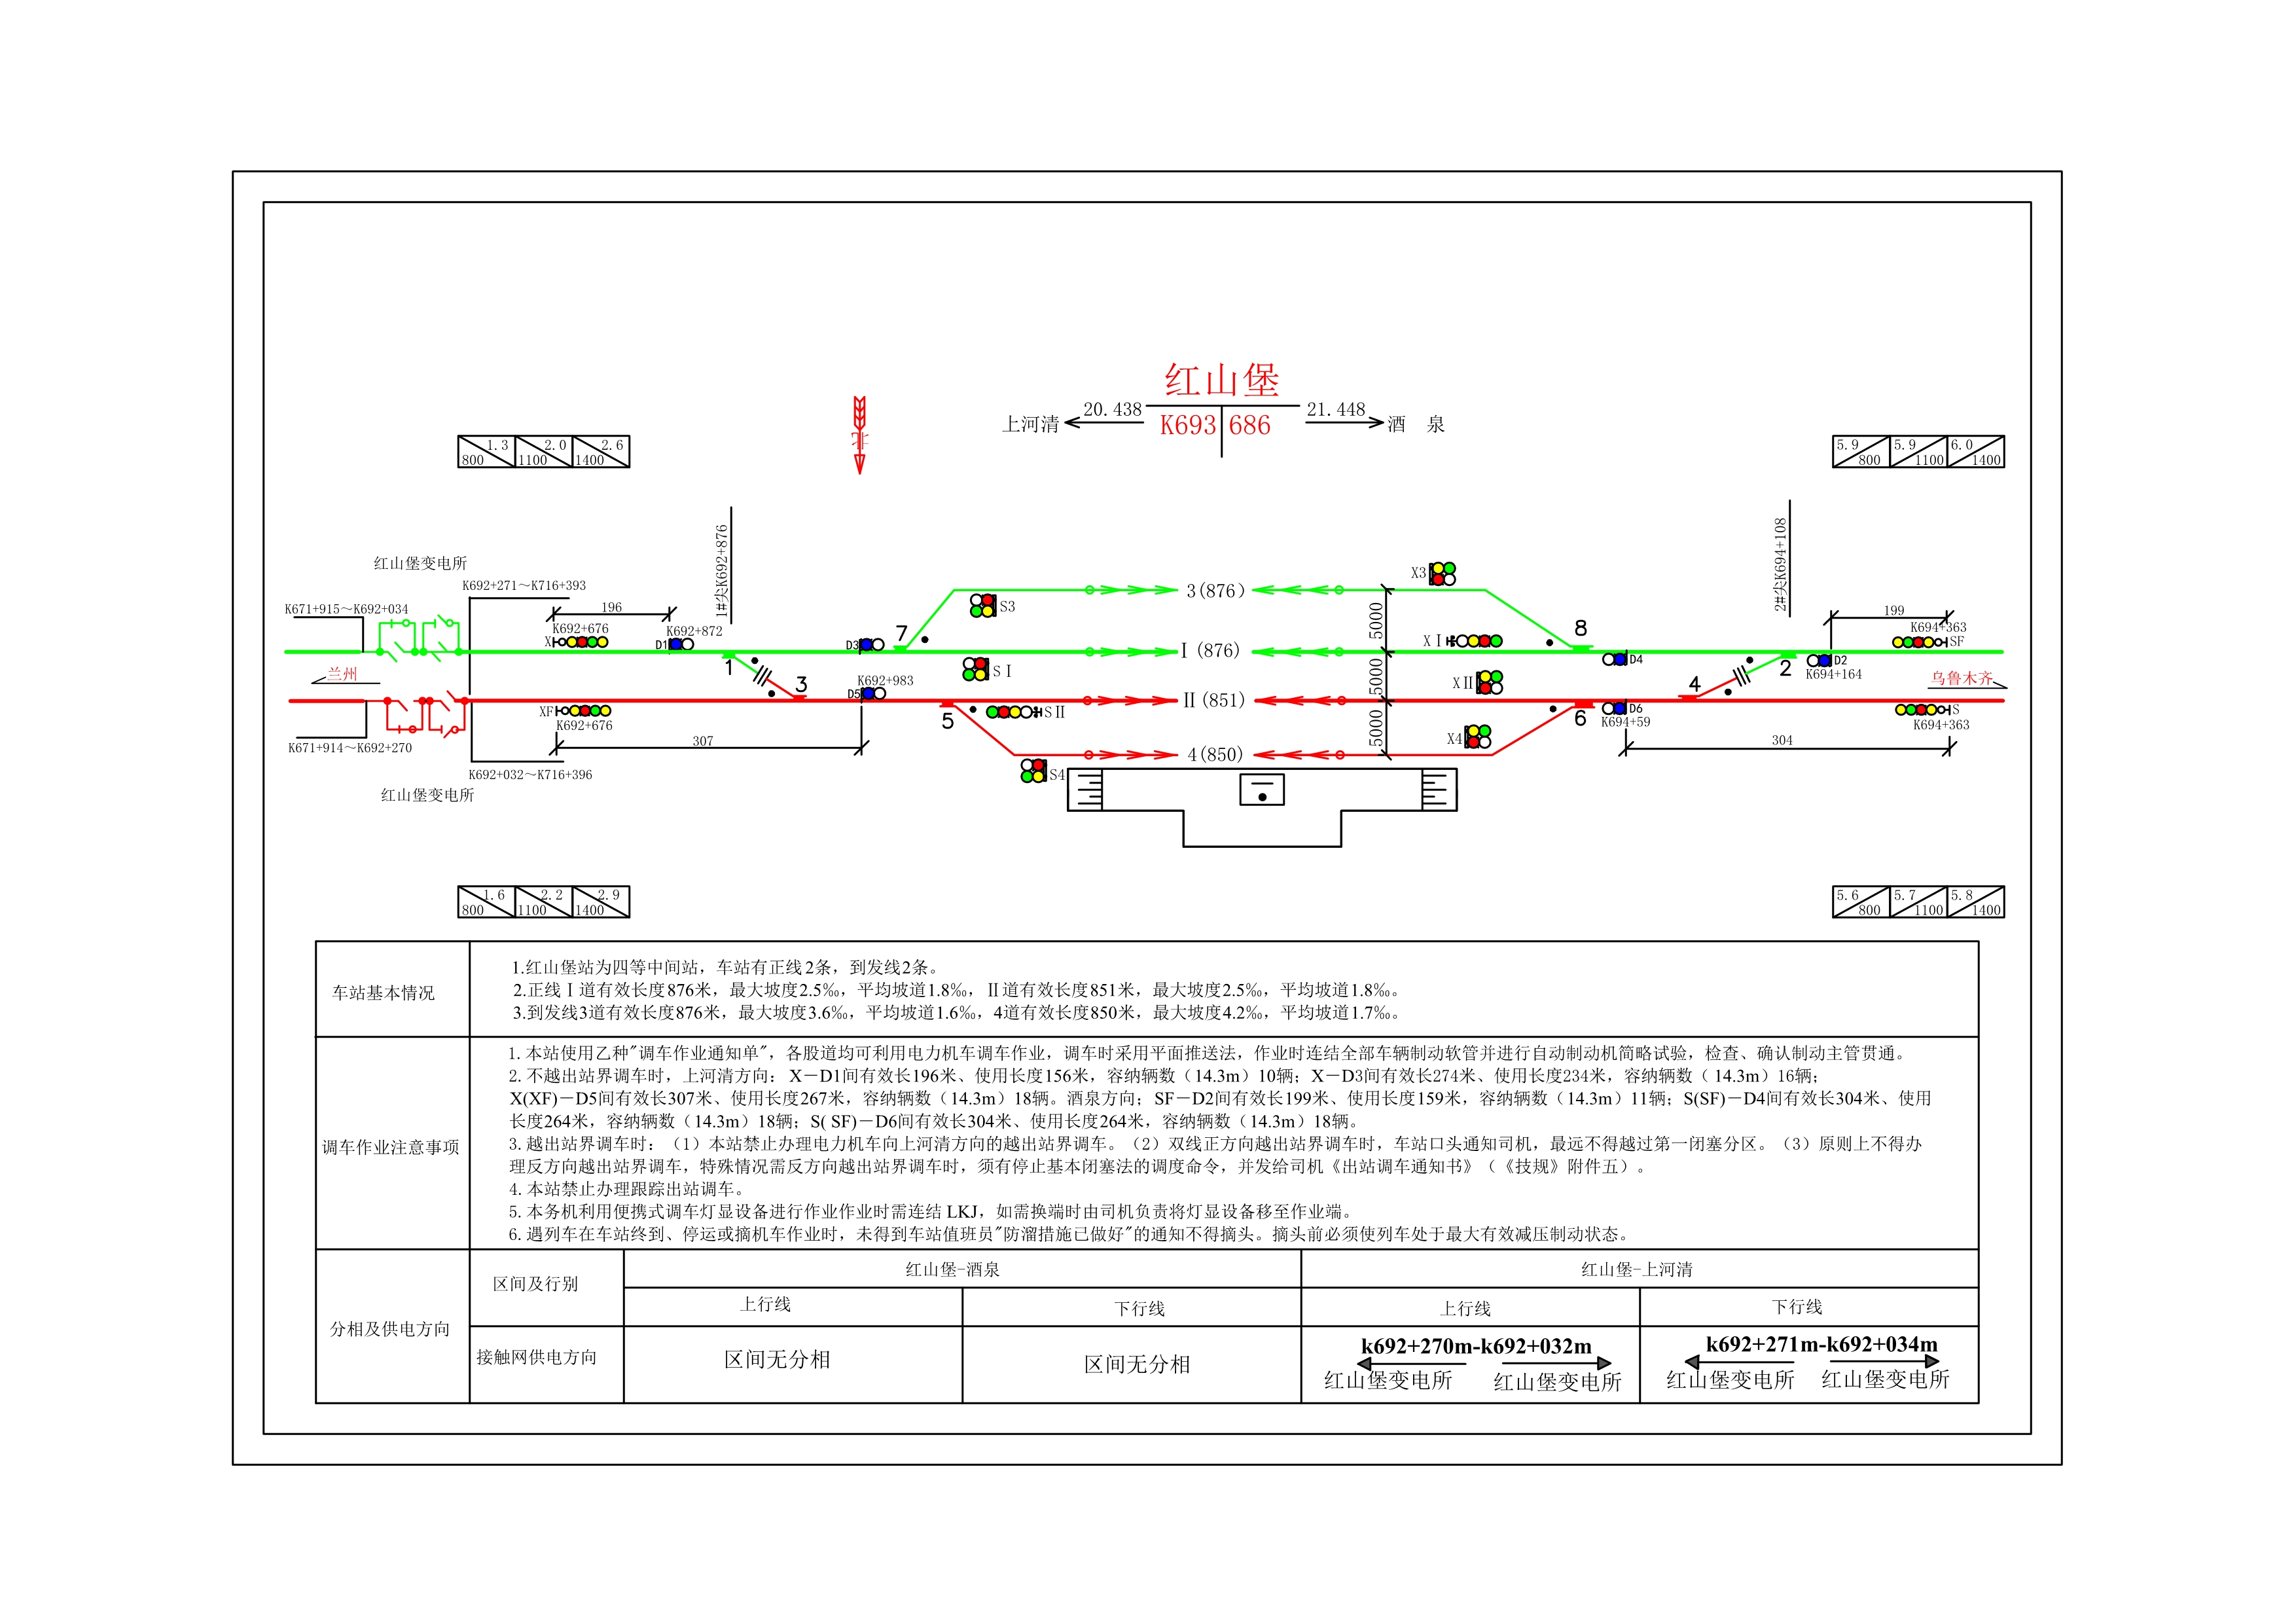 红山堡
上河清 20.438 K693 686 21.448 酒 泉
北
1.3 2.0 2.6
800 1100 1400
5.9 5.9 6.0
800 1100 1400
1#尖K692+876
2#尖K694+108
红山堡变电所
K692+271～K716+393
K671+915～K692+034
196
K692+676
X
D1
K692+872
D3
7
S3
3(876)
X3
8
5000
199
K694+363
SF
1
SⅠ
Ⅰ(876)
XⅠ
D4
5000
2
D2
K694+164
兰州
3
K692+983
D5
Ⅱ(851)
XⅡ
4
乌鲁木齐
XF
K692+676
5
SⅡ
6
D6
K694+59
S
K694+363
K671+914～K692+270
307
4(850)
5000
X4
304
K692+032～K716+396
S4
红山堡变电所
1.6 2.2 2.9
800 1100 1400
5.6 5.7 5.8
800 1100 1400
车站基本情况
1.红山堡站为四等中间站，车站有正线2条，到发线2条。
2.正线Ⅰ道有效长度876米，最大坡度2.5‰，平均坡道1.8‰，Ⅱ道有效长度851米，最大坡度2.5‰，平均坡道1.8‰。
3.到发线3道有效长度876米，最大坡度3.6‰，平均坡道1.6‰，4道有效长度850米，最大坡度4.2‰，平均坡道1.7‰。
调车作业注意事项
1.本站使用乙种"调车作业通知单"，各股道均可利用电力机车调车作业，调车时采用平面推送法，作业时连结全部车辆制动软管并进行自动制动机简略试验，检查、确认制动主管贯通。
2.不越出站界调车时，上河清方向：X－D1间有效长196米、使用长度156米，容纳辆数（14.3m）10辆；X－D3间有效长274米、使用长度234米，容纳辆数（14.3m）16辆；
X(XF)－D5间有效长307米、使用长度267米，容纳辆数（14.3m）18辆。酒泉方向；SF－D2间有效长199米、使用长度159米，容纳辆数（14.3m）11辆；S(SF)－D4间有效长304米、使用
长度264米，容纳辆数（14.3m）18辆；S( SF)－D6间有效长304米、使用长度264米，容纳辆数（14.3m）18辆。
3.越出站界调车时：（1）本站禁止办理电力机车向上河清方向的越出站界调车。（2）双线正方向越出站界调车时，车站口头通知司机，最远不得越过第一闭塞分区。（3）原则上不得办
理反方向越出站界调车，特殊情况需反方向越出站界调车时，须有停止基本闭塞法的调度命令，并发给司机《出站调车通知书》（《技规》附件五）。
4.本站禁止办理跟踪出站调车。
5.本务机利用便携式调车灯显设备进行作业作业时需连结 LKJ，如需换端时由司机负责将灯显设备移至作业端。
6.遇列车在车站终到、停运或摘机车作业时，未得到车站值班员"防溜措施已做好"的通知不得摘头。摘头前必须使列车处于最大有效减压制动状态。
分相及供电方向
区间及行别
红山堡-酒泉
红山堡-上河清
上行线 下行线 上行线 下行线
接触网供电方向
区间无分相
区间无分相
k692+270m-k692+032m
红山堡变电所 红山堡变电所
k692+271m-k692+034m
红山堡变电所 红山堡变电所